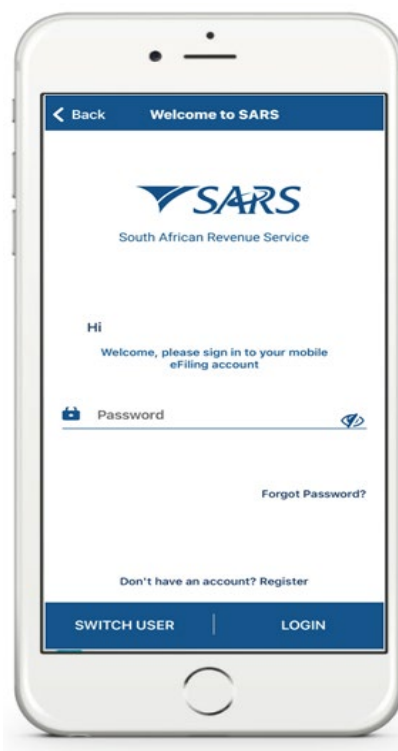 Back Welcome to SARS
SARS
South African Revenue Service
Hi
Welcome, please sign in to your mobile
eFiling account
Password
Forgot Password?
Don't have an account? Register
SWITCH USER | LOGIN